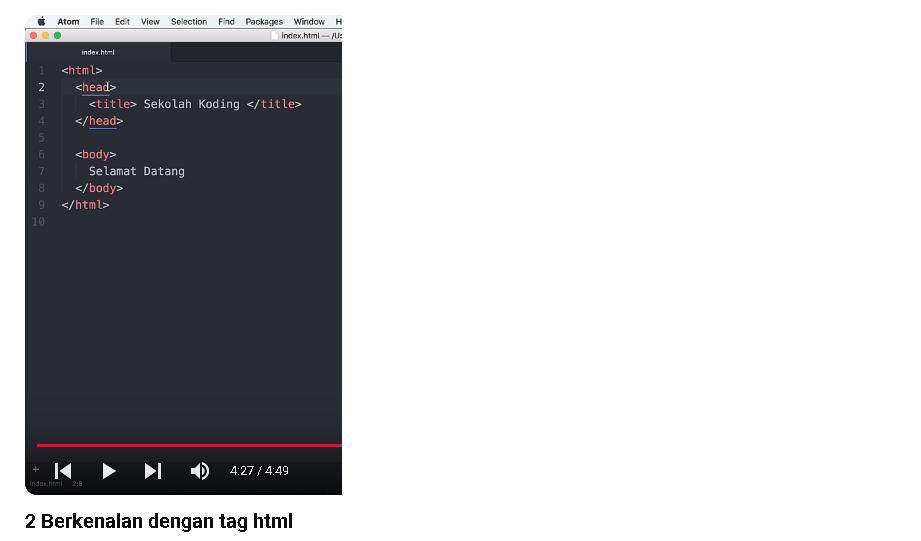 Atom File Edit View Selection Find Packages Window H
index.html — /Us
index.html
1 <html>
2 <head>
3 <title> Sekolah Koding </title>
4 </head>
5
6 <body>
7 Selamat Datang
8 </body>
9 </html>
10
4:27 / 4:49
index.html 2:8
2 Berkenalan dengan tag html